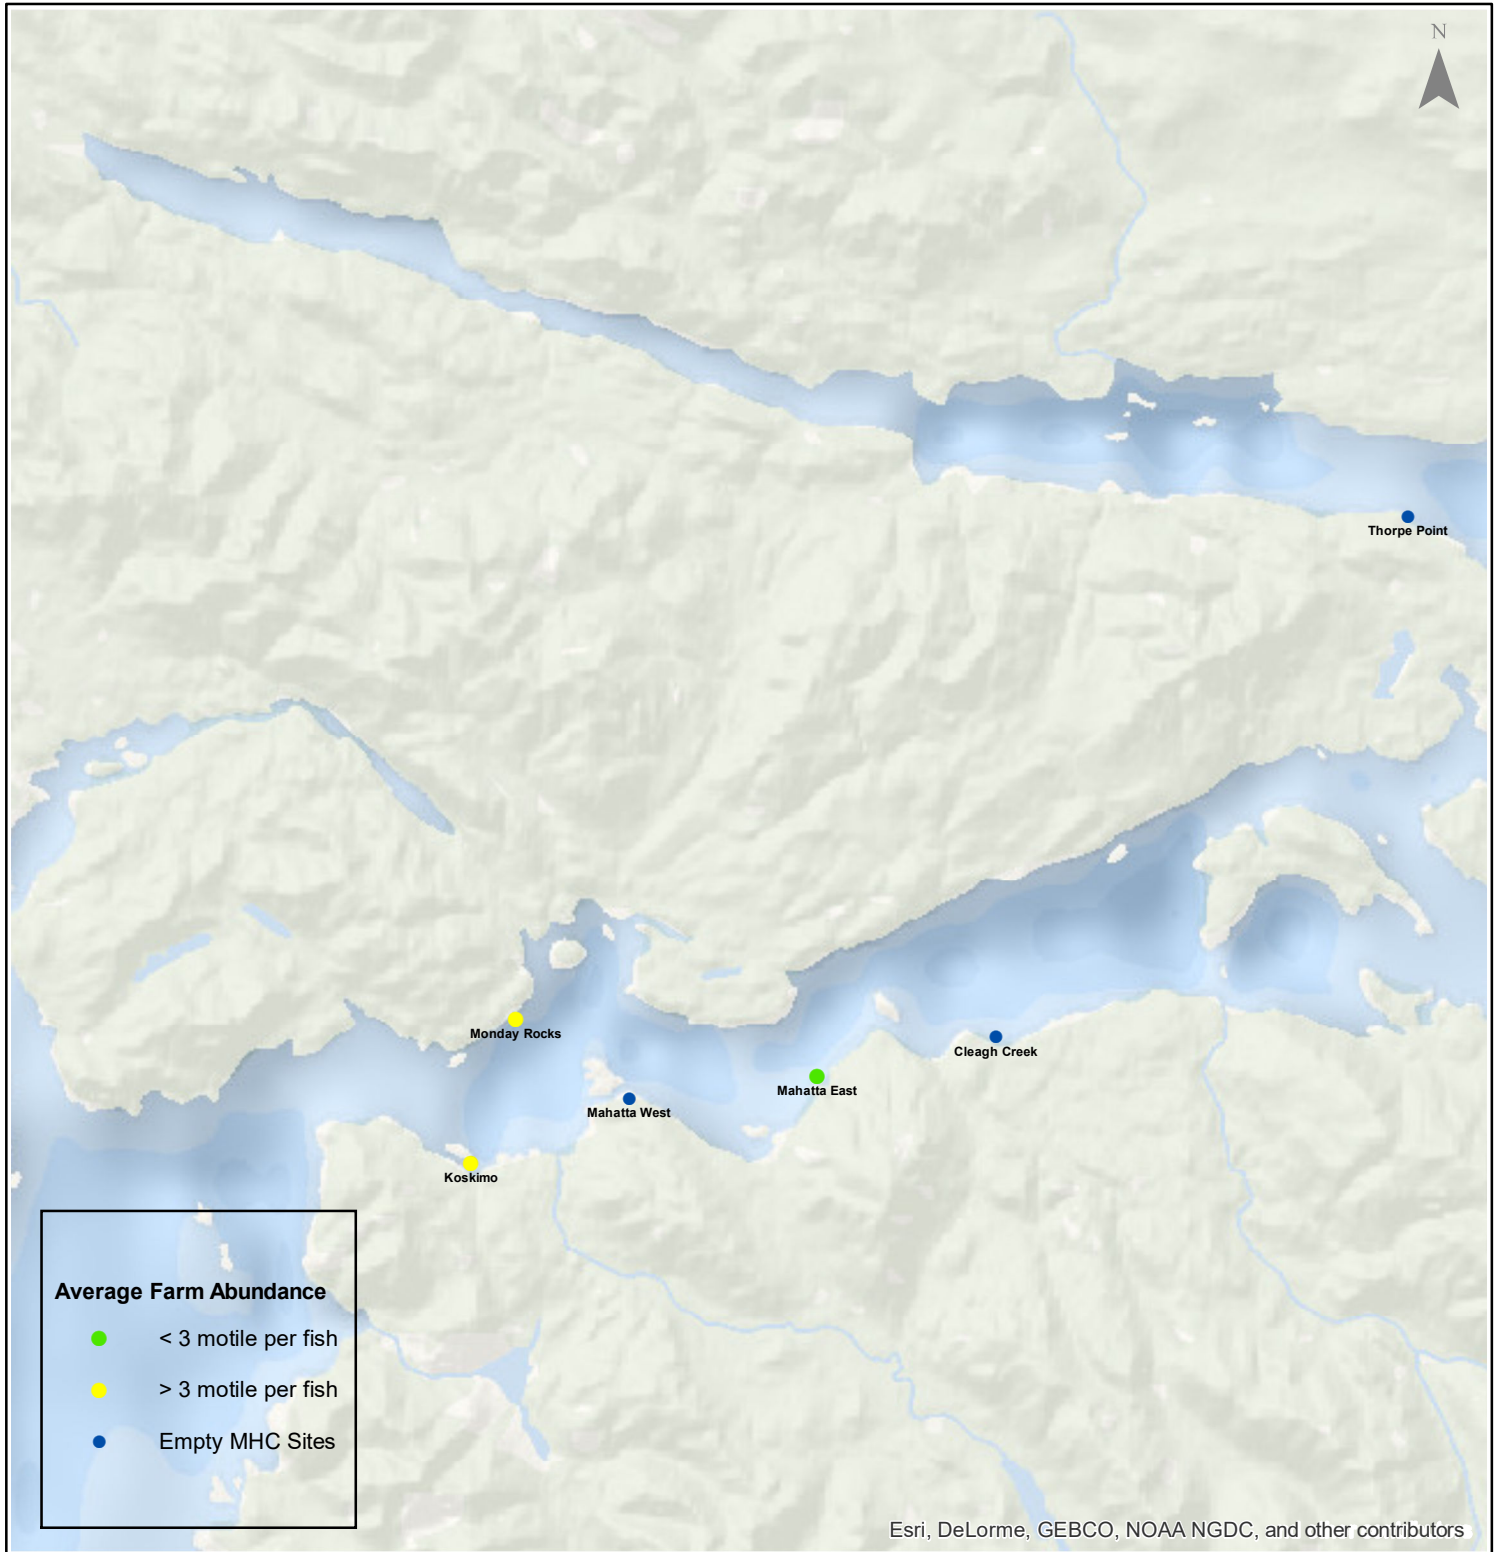 N
Thorpe Point
Monday Rocks
Cleagh Creek
Mahatta East
Mahatta West
Koskimo
Average Farm Abundance
< 3 motile per fish
> 3 motile per fish
Empty MHC Sites
Esri, DeLorme, GEBCO, NOAA NGDC, and other contributors